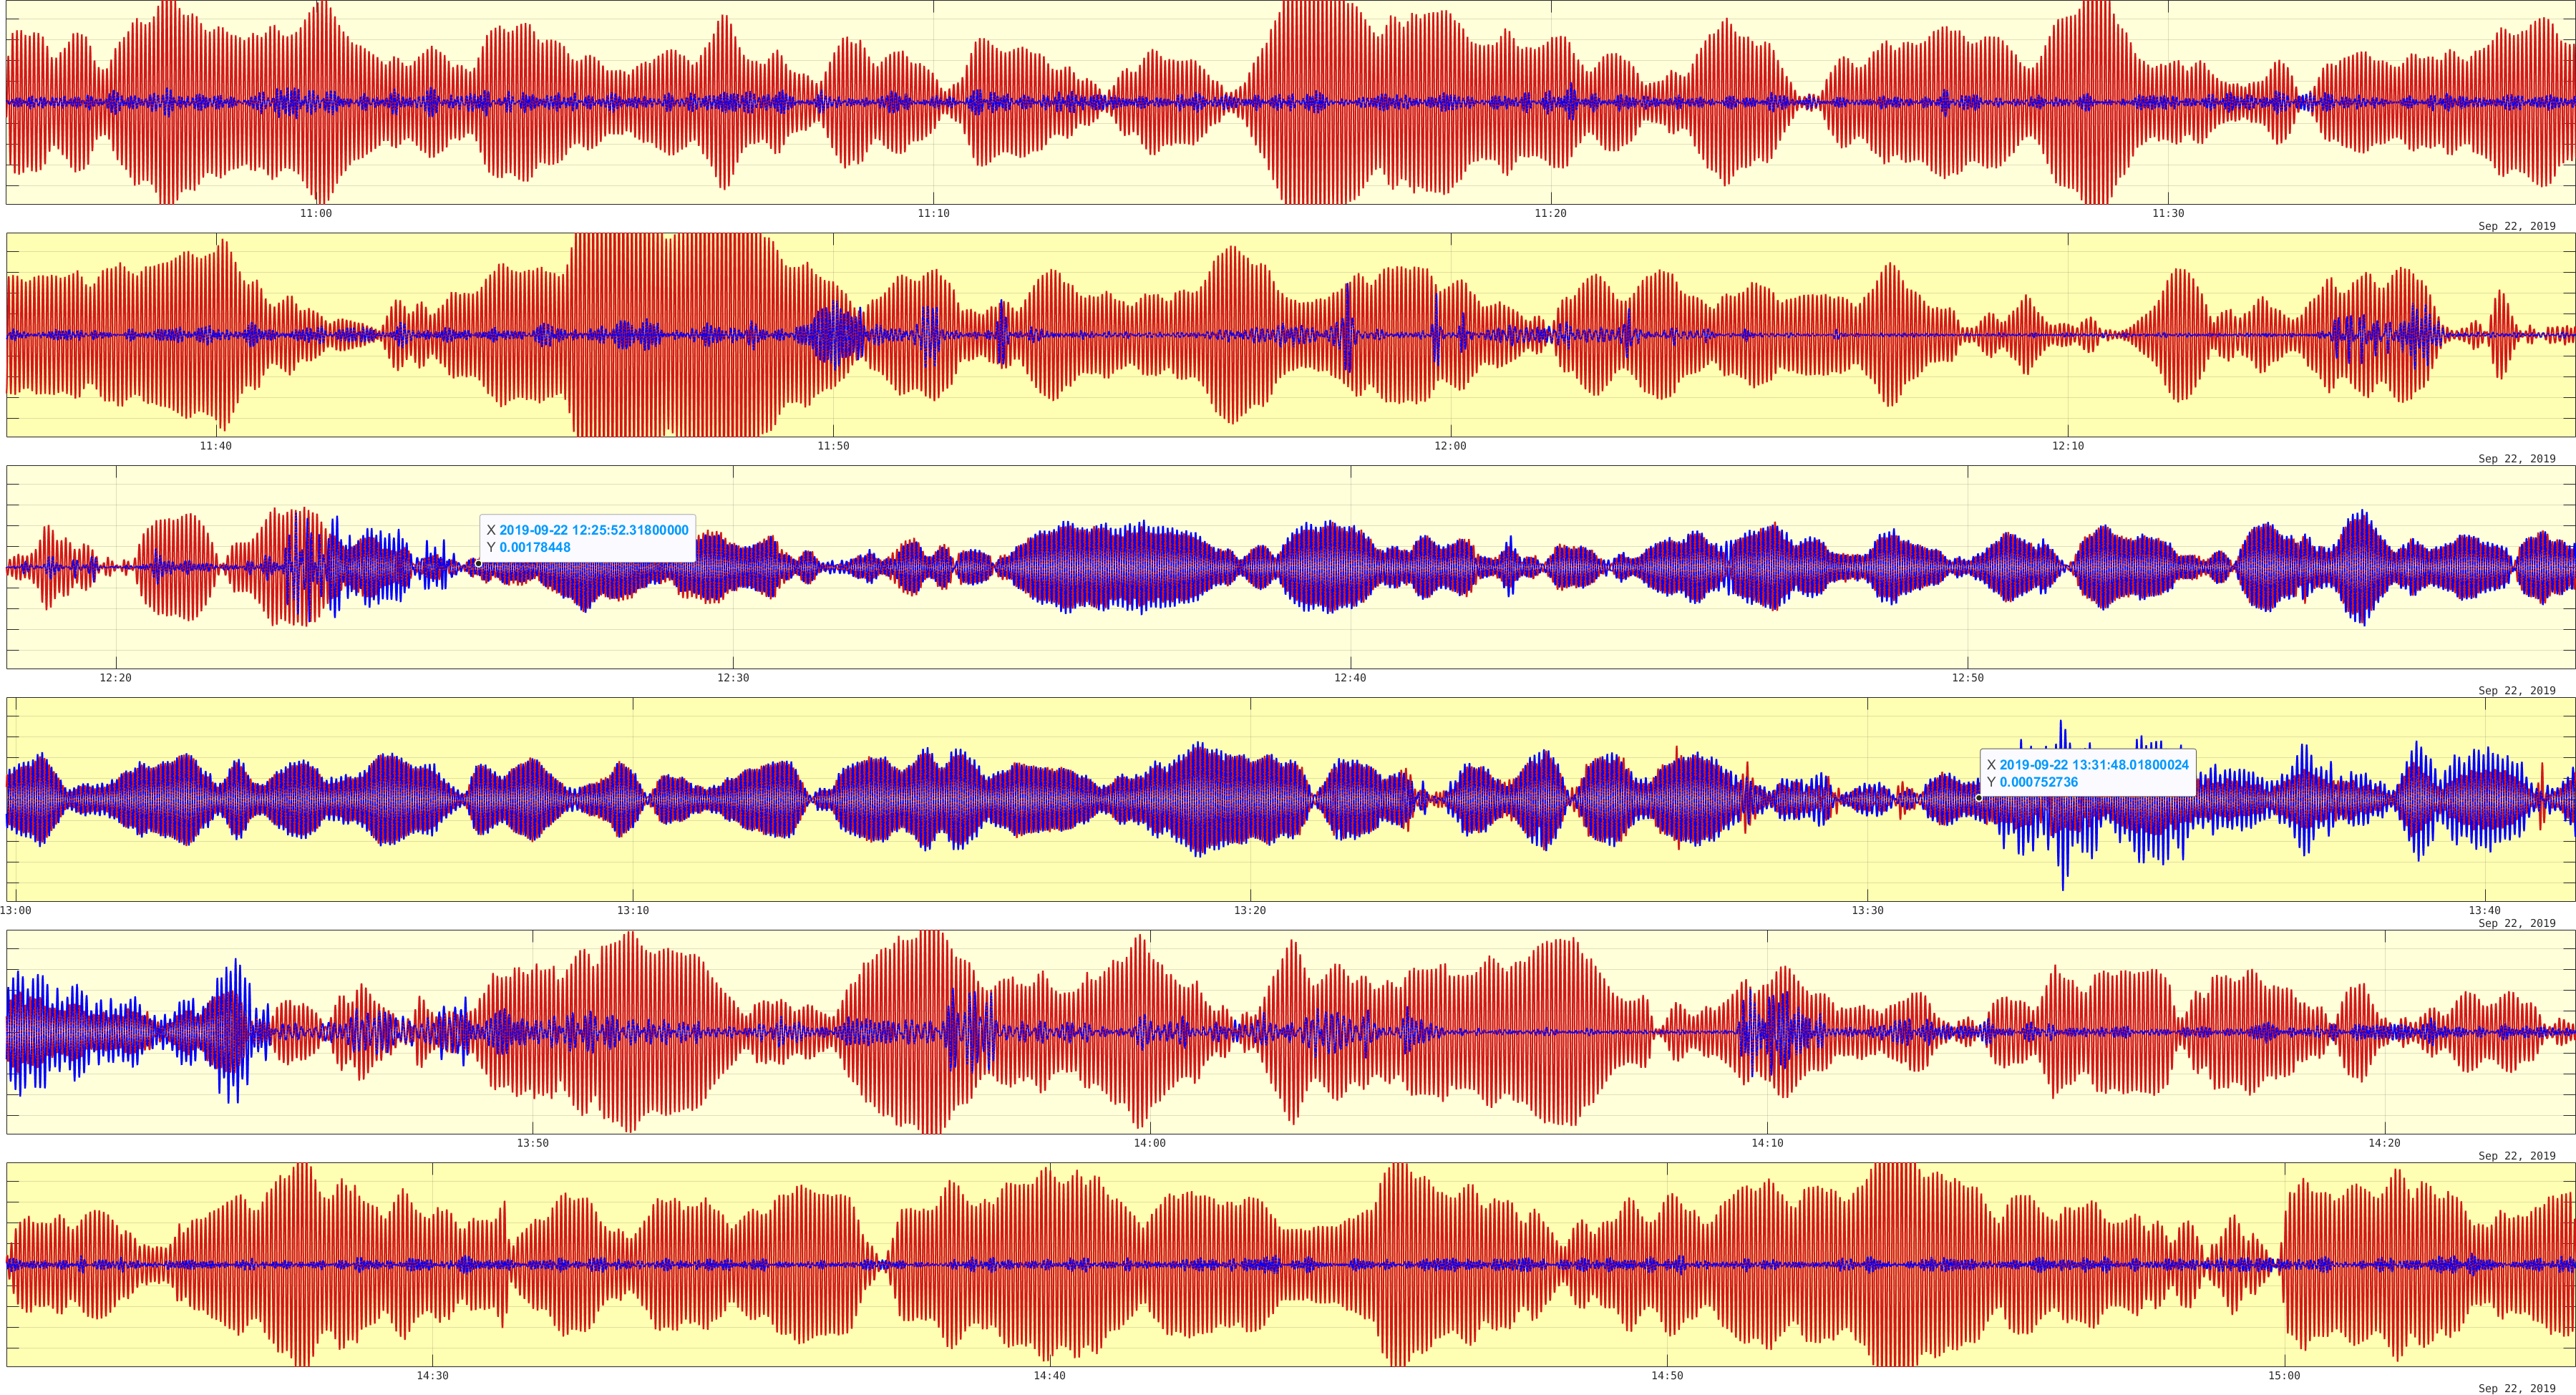 11:00 11:10 11:20 11:30
Sep 22, 2019
11:40 11:50 12:00 12:10
Sep 22, 2019
X 2019-09-22 12:25:52.31800000
Y 0.00178448
12:20 12:30 12:40 12:50
Sep 22, 2019
X 2019-09-22 13:31:48.01800024
Y 0.000752736
13:00 13:10 13:20 13:30 13:40
Sep 22, 2019
13:50 14:00 14:10 14:20
Sep 22, 2019
14:30 14:40 14:50 15:00
Sep 22, 2019